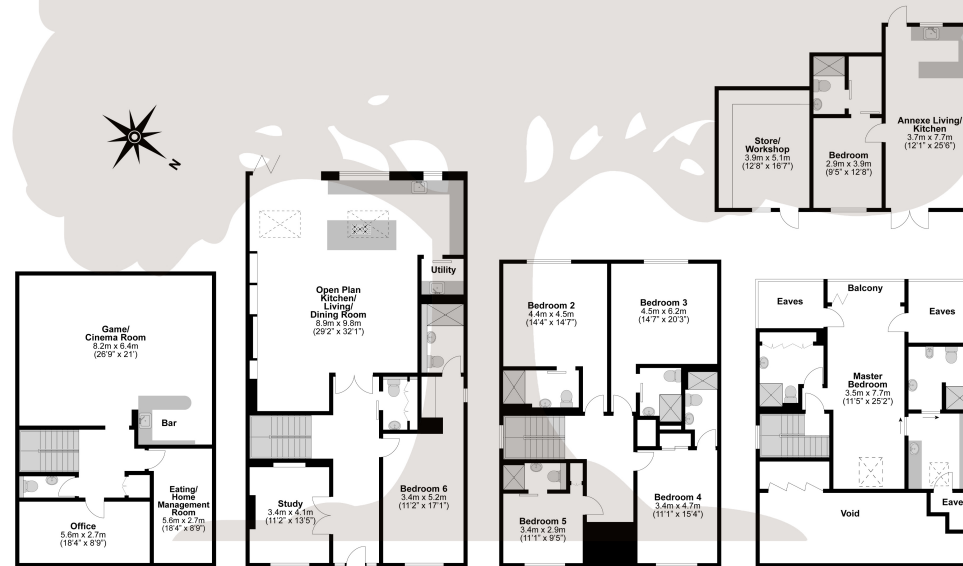 N
Store/
Workshop
3.9m x 5.1m
(12'8" x 16'7")
Bedroom
2.9m x 3.9m
(9'5" x 12'8")
Annexe Living/
Kitchen
3.7m x 7.7m
(12'1" x 25'6")
Game/
Cinema Room
8.2m x 6.4m
(26'9" x 21')
Bar
Eating/
Home
Management
Room
5.6m x 2.7m
(18'4" x 8'9")
Office
5.6m x 2.7m
(18'4" x 8'9")
Open Plan
Kitchen/
Living/
Dining Room
8.9m x 9.8m
(29'2" x 32'1")
Utility
Study
3.4m x 4.1m
(11'2" x 13'5")
Bedroom 6
3.4m x 5.2m
(11'2" x 17'1")
Bedroom 2
4.4m x 4.5m
(14'4" x 14'7")
Bedroom 3
4.5m x 6.2m
(14'7" x 20'3")
Bedroom 5
3.4m x 2.9m
(11'1" x 9'5")
Bedroom 4
3.4m x 4.7m
(11'1" x 15'4")
Eaves
Balcony
Eaves
Master
Bedroom
3.5m x 7.7m
(11'5" x 25'2")
Void
Eave